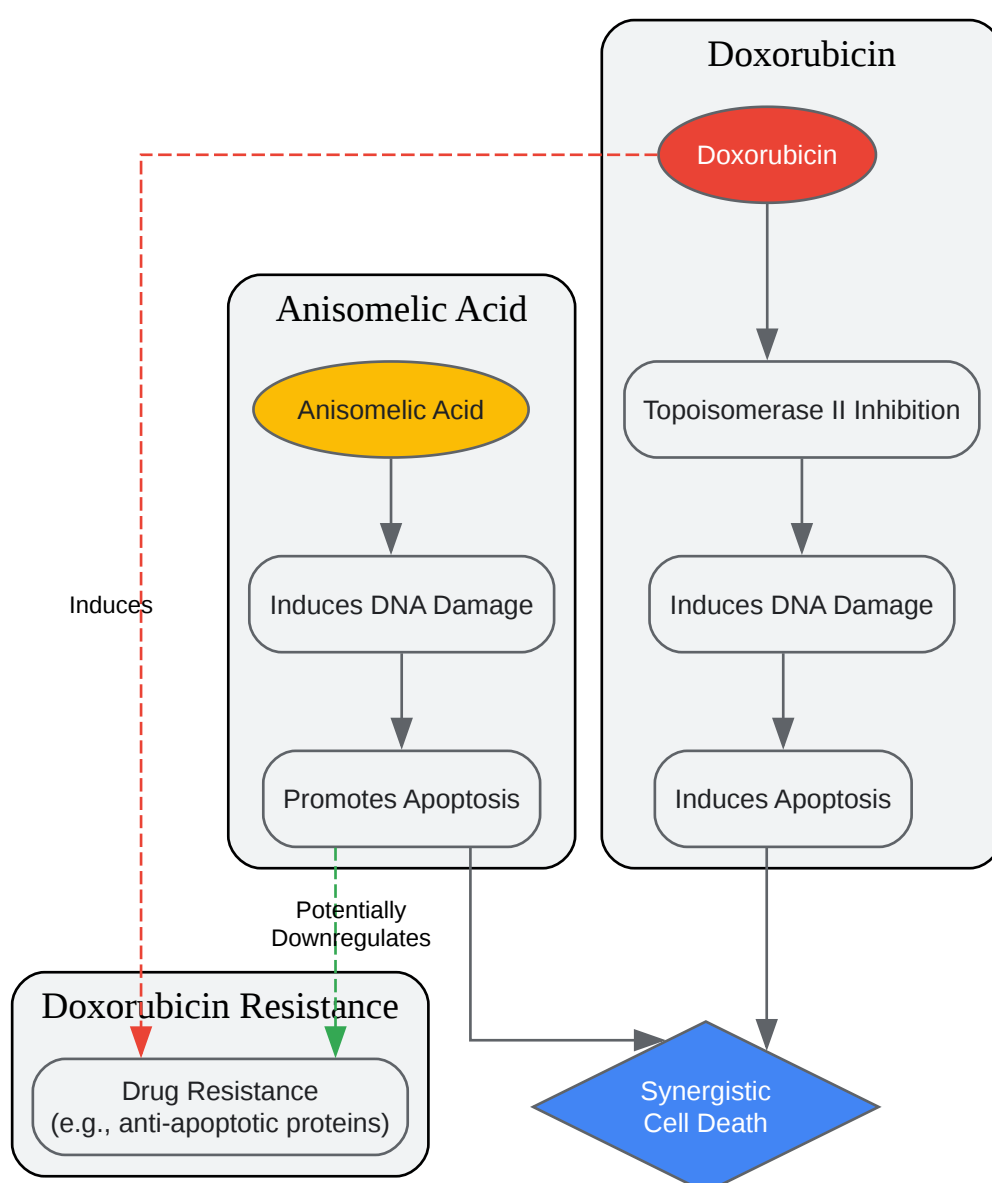 Doxorubicin
Doxorubicin
Anisomelic Acid
Anisomelic Acid
Topoisomerase II Inhibition
Induces
Induces DNA Damage
Induces DNA Damage
Promotes Apoptosis
Induces Apoptosis
Potentially
Downregulates
Doxorubicin Resistance
Drug Resistance
(e.g., anti-apoptotic proteins)
Synergistic
Cell Death